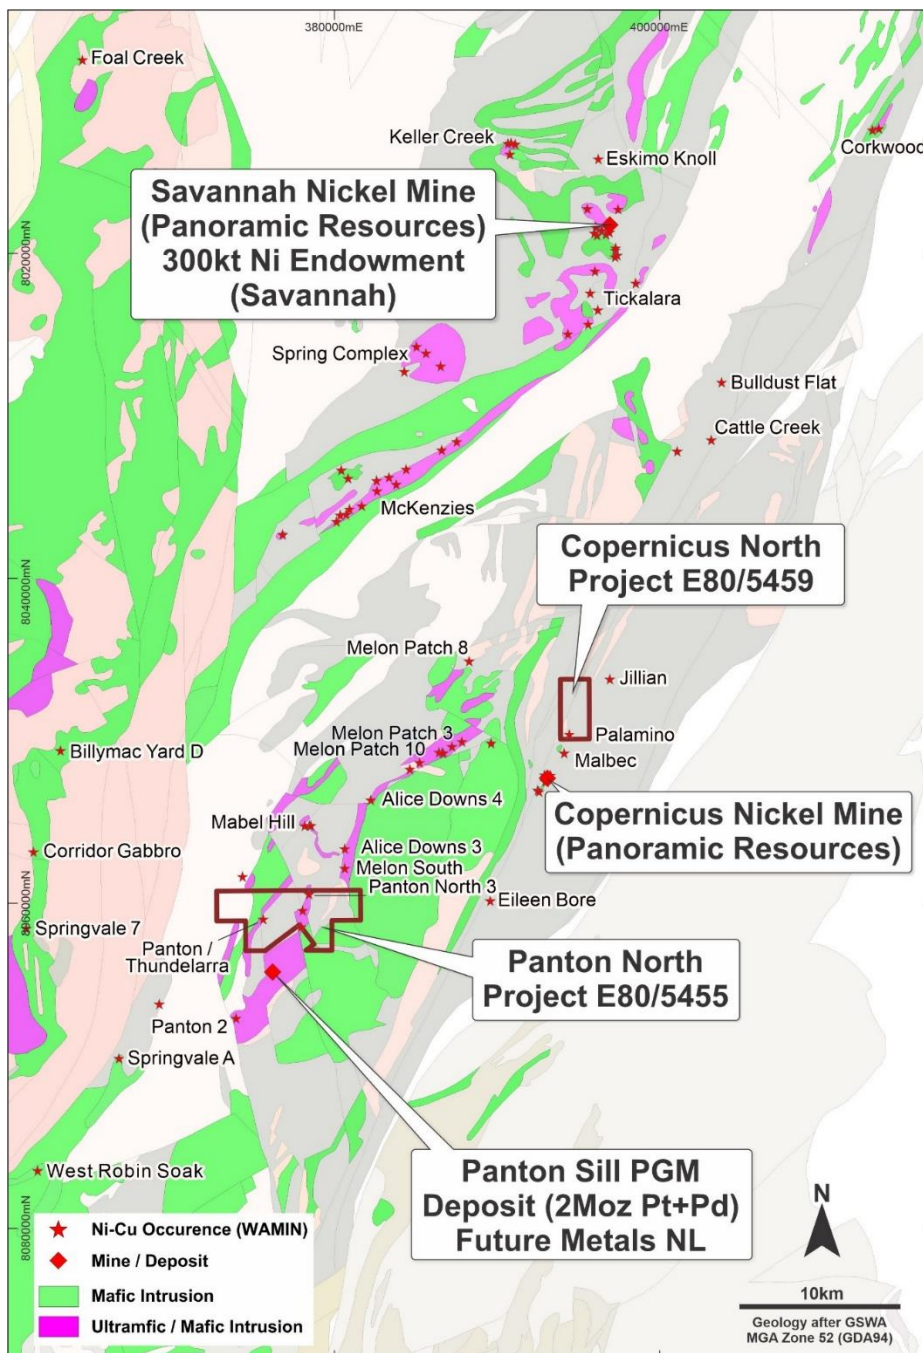 380000mE
400000mE
Foal Creek
Keller Creek
Eskimo Knoll
Corkwood
Savannah Nickel Mine
(Panoramic Resources)
300kt Ni Endowment
(Savannah)
8020000mN
Tickalara
Spring Complex
Bulldust Flat
Cattle Creek
McKenzies
Copernicus North
Project E80/5459
8040000mN
Melon Patch 8
Jillian
Melon Patch 3
Palamino
Melon Patch 10
Malbec
Billymac Yard D
Alice Downs 4
Copernicus Nickel Mine
(Panoramic Resources)
Mabel Hill
Corridor Gabbro
Alice Downs 3
Melon South
Panton North 3
8060000mN
Eileen Bore
Springvale 7
Panton /
Thundelarra
Panton North
Project E80/5455
Panton 2
Springvale A
Panton Sill PGM
Deposit (2Moz Pt+Pd)
Future Metals NL
West Robin Soak
8080000mN
N
Ni-Cu Occurence (WAMIN)
Mine / Deposit
Mafic Intrusion
Ultramfic / Mafic Intrusion
10km
Geology after GSWA
MGA Zone 52 (GDA94)